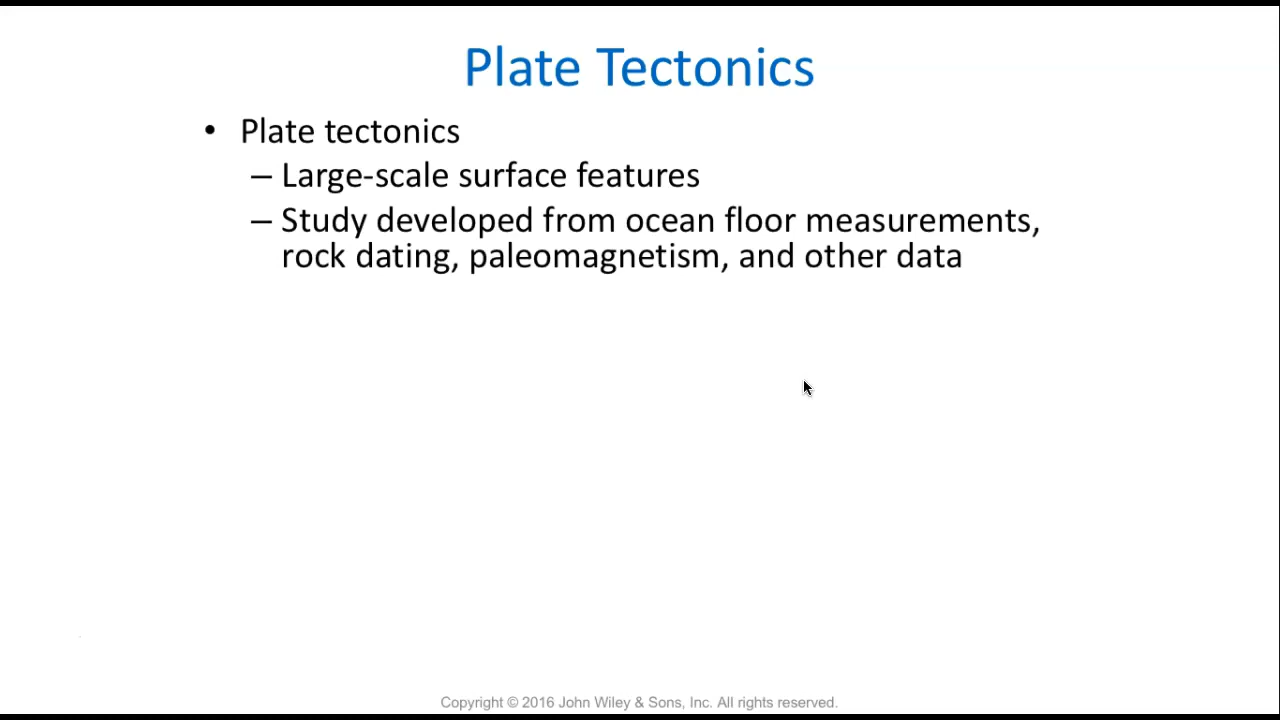 Plate Tectonics
• Plate tectonics
– Large-scale surface features
– Study developed from ocean floor measurements,
rock dating, paleomagnetism, and other data
Copyright © 2016 John Wiley & Sons, Inc. All rights reserved.